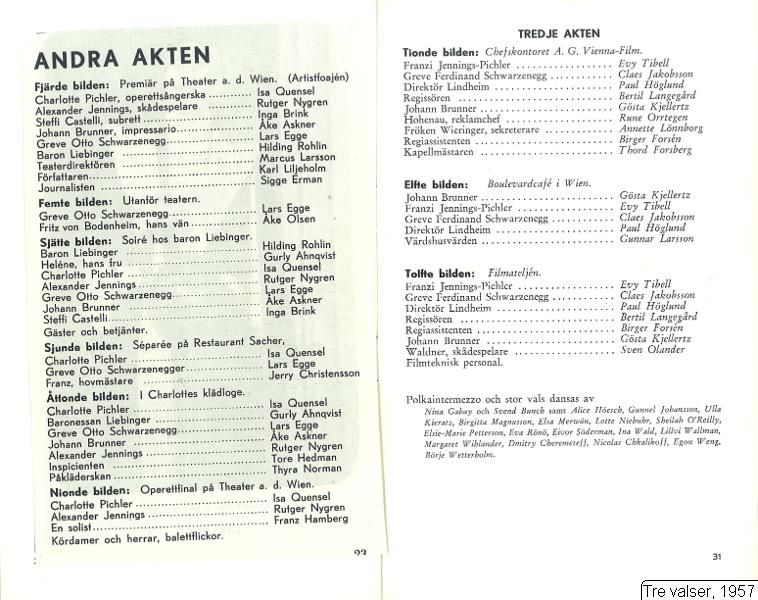 ANDRA AKTEN
Fjärde bilden: Premiär på Theater a. d. Wien. (Artistfoajén)
Charlotte Pichler, operettsångerska ............ Isa Quensel
Alexander Jennings, skådespelare ............ Rutger Nygren
Steffi Castelli, subrett ............ Inga Brink
Johann Brunner, impressario ............ Åke Askner
Greve Otto Schwarzenegg ............ Lars Egge
Baron Liebinger ............ Hilding Rohlin
Teaterdirektören ............ Marcus Larsson
Författaren ............ Karl Liljeholm
Journalisten ............ Sigge Erman
Femte bilden: Utanför teatern.
Greve Otto Schwarzenegg ............ Lars Egge
Fritz von Bodenheim, hans vän ............ Åke Olsen
Sjätte bilden: Soiré hos baron Liebinger.
Baron Liebinger ............ Hilding Rohlin
Heléne, hans fru ............ Gurly Ahnqvist
Charlotte Pichler ............ Isa Quensel
Alexander Jennings ............ Rutger Nygren
Greve Otto Schwarzenegg ............ Lars Egge
Johann Brunner ............ Åke Askner
Steffi Castelli ............ Inga Brink
Gäster och betjänter.
Sjunde bilden: Séparée på Restaurant Sacher,
Charlotte Pichler ............ Isa Quensel
Greve Otto Schwarzenegger ............ Lars Egge
Franz, hovmästare ............ Jerry Christensson
Åttonde bilden: I Charlottes klädloge.
Charlotte Pichler ............ Isa Quensel
Baronessan Liebinger ............ Gurly Ahnqvist
Greve Otto Schwarzenegg ............ Lars Egge
Johann Brunner ............ Åke Askner
Alexander Jennings ............ Rutger Nygren
Inspicienten ............ Tore Hedman
Påkläderskan ............ Thyra Norman
Nionde bilden: Operettfinal på Theater a. d. Wien.
Charlotte Pichler ............ Isa Quensel
Alexander Jennings ............ Rutger Nygren
En solist ............ Franz Hamberg
Kördamer och herrar, balettflickor.
TREDJE AKTEN
Tionde bilden: Chefskontoret A. G. Vienna-Film.
Franzi Jennings-Pichler ............ Evy Tibell
Greve Ferdinand Schwarzenegg ............ Claes Jakobsson
Direktör Lindheim ............ Paul Höglund
Regissören ............ Bertil Langegård
Johann Brunner ............ Gösta Kjellertz
Hohenau, reklamchef ............ Rune Orrtegen
Fröken Wieringer, sekreterare ............ Annette Lönnborg
Regiassistenten ............ Birger Forsén
Kapellmästaren ............ Thord Forsberg
Elfte bilden: Boulevardcafé i Wien.
Johann Brunner ............ Gösta Kjellertz
Franzi Jennings-Pichler ............ Evy Tibell
Greve Ferdinand Schwarzenegg ............ Claes Jakobsson
Direktör Lindheim ............ Paul Höglund
Värdshusvärden ............ Gunnar Larsson
Tolfte bilden: Filmateljén.
Franzi Jennings-Pichler ............ Evy Tibell
Greve Ferdinand Schwarzenegg ............ Claes Jakobsson
Direktör Lindheim ............ Paul Höglund
Regissören ............ Bertil Langegård
Regiassistenten ............ Birger Forsén
Johann Brunner ............ Gösta Kjellertz
Waldner, skådespelare ............ Sven Olander
Filmteknisk personal.
Polkaintermezzo och stor vals dansas av
Nina Gabay och Svend Bunch samt Alice Höesch, Gunnel Johansson, Ulla
Kieratz, Birgitta Magnusson, Elsa Mertwün, Lotte Niebuhr, Sheilah O'Reilly,
Elsie-Marie Petterson, Eva Rönö, Eivor Söderman, Ina Wald, Lillvi Wallman,
Margaret Wihlander, Dmitry Cheremeteff, Nicolas Chkalikoff, Egon Weng,
Börje Wetterholm.
31
Tre valser, 1957